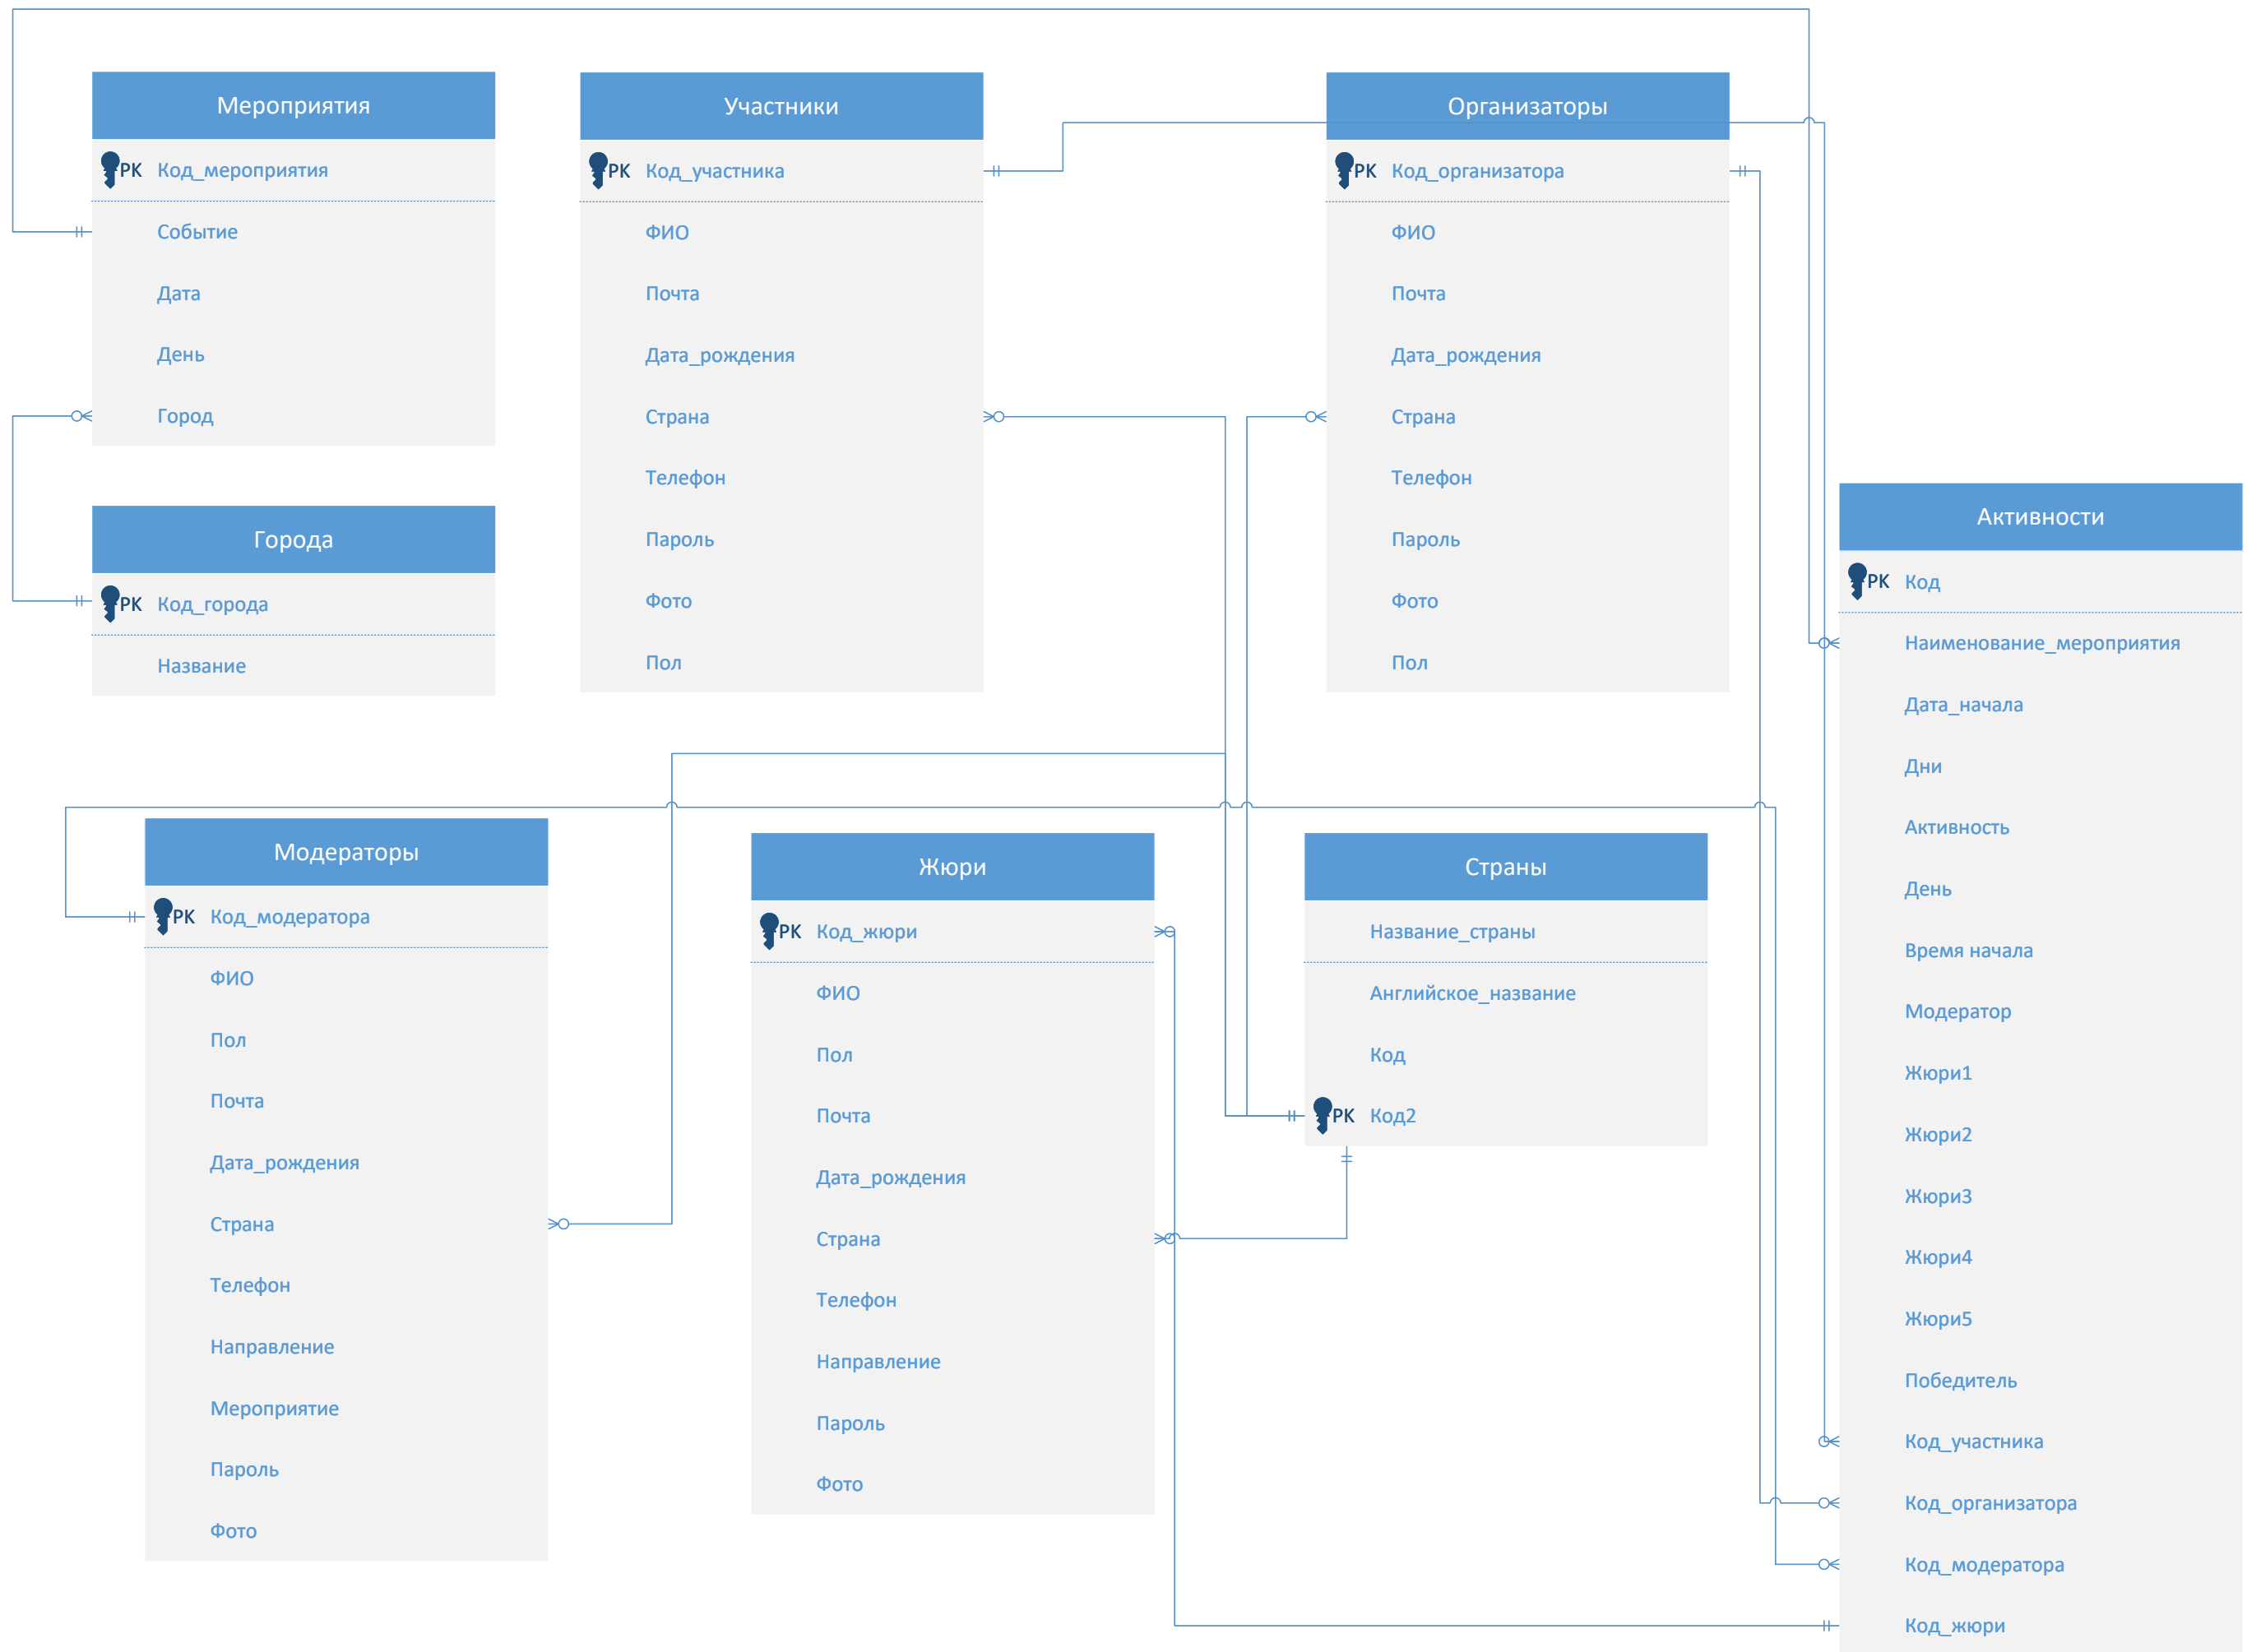 Мероприятия
PK Код_мероприятия
Событие
Дата
День
Город
Участники
PK Код_участника
ФИО
Почта
Дата_рождения
Страна
Телефон
Пароль
Фото
Пол
Организаторы
PK Код_организатора
ФИО
Почта
Дата_рождения
Страна
Телефон
Пароль
Фото
Пол
Города
PK Код_города
Название
Активности
PK Код
Наименование_мероприятия
Дата_начала
Дни
Активность
День
Время начала
Модератор
Жюри1
Жюри2
Жюри3
Жюри4
Жюри5
Победитель
Код_участника
Код_организатора
Код_модератора
Код_жюри
Модераторы
PK Код_модератора
ФИО
Пол
Почта
Дата_рождения
Страна
Телефон
Направление
Мероприятие
Пароль
Фото
Жюри
PK Код_жюри
ФИО
Пол
Почта
Дата_рождения
Страна
Телефон
Направление
Пароль
Фото
Страны
Название_страны
Английское_название
Код
PK Код2